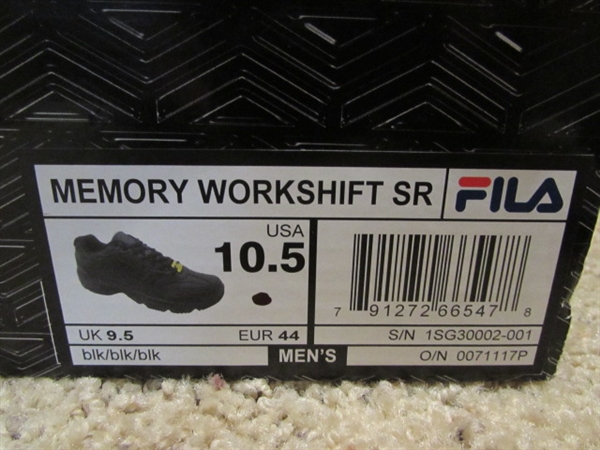 MEMORY WORKSHIFT SR FILA
USA
10.5
UK 9.5 EUR 44
blk/blk/blk MEN'S
7 91272 66547 8
S/N 1SG30002-001
O/N 0071117P